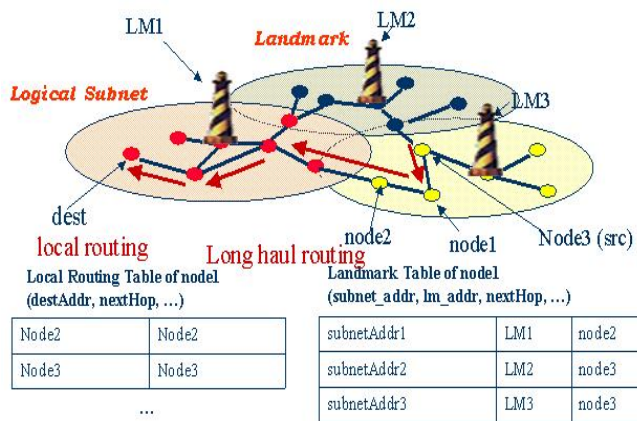 LM1
LM2
Landmark
LM3
Logical Subnet
dest
node2
node1
Node3 (src)
local routing
Long haul routing
Local Routing Table of node1
(destAddr, nextHop, ...)
Node2 Node2
Node3 Node3
...
Landmark Table of node1
(subnet_addr, lm_addr, nextHop, ...)
subnetAddr1 LM1 node2
subnetAddr2 LM2 node3
subnetAddr3 LM3 node3